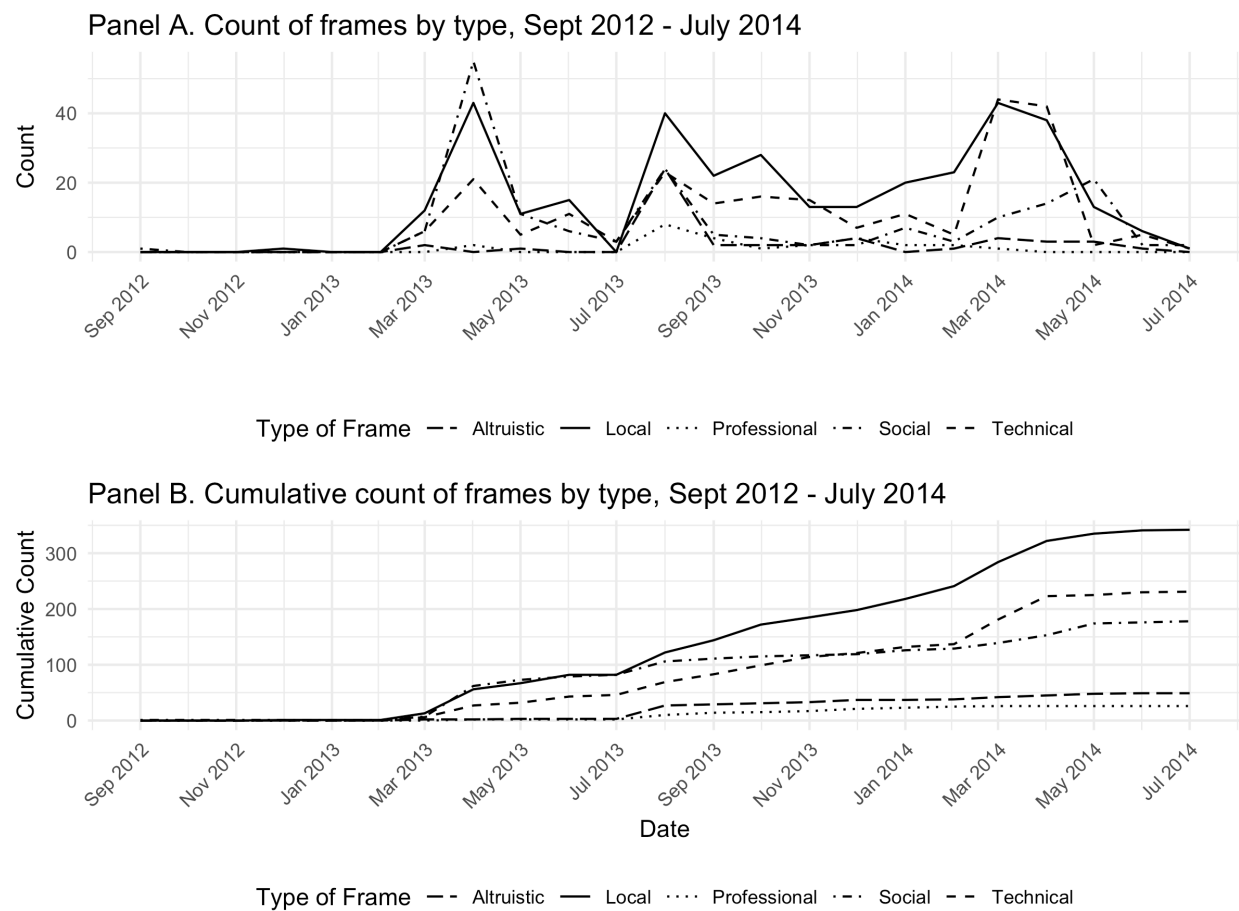 Panel A. Count of frames by type, Sept 2012 - July 2014
Count
40
20
0
Sep 2012 Nov 2012 Jan 2013 Mar 2013 May 2013 Jul 2013 Sep 2013 Nov 2013 Jan 2014 Mar 2014 May 2014 Jul 2014
Type of Frame Altruistic Local Professional Social Technical
Panel B. Cumulative count of frames by type, Sept 2012 - July 2014
Cumulative Count
300
200
100
0
Sep 2012 Nov 2012 Jan 2013 Mar 2013 May 2013 Jul 2013 Sep 2013 Nov 2013 Jan 2014 Mar 2014 May 2014 Jul 2014
Date
Type of Frame Altruistic Local Professional Social Technical